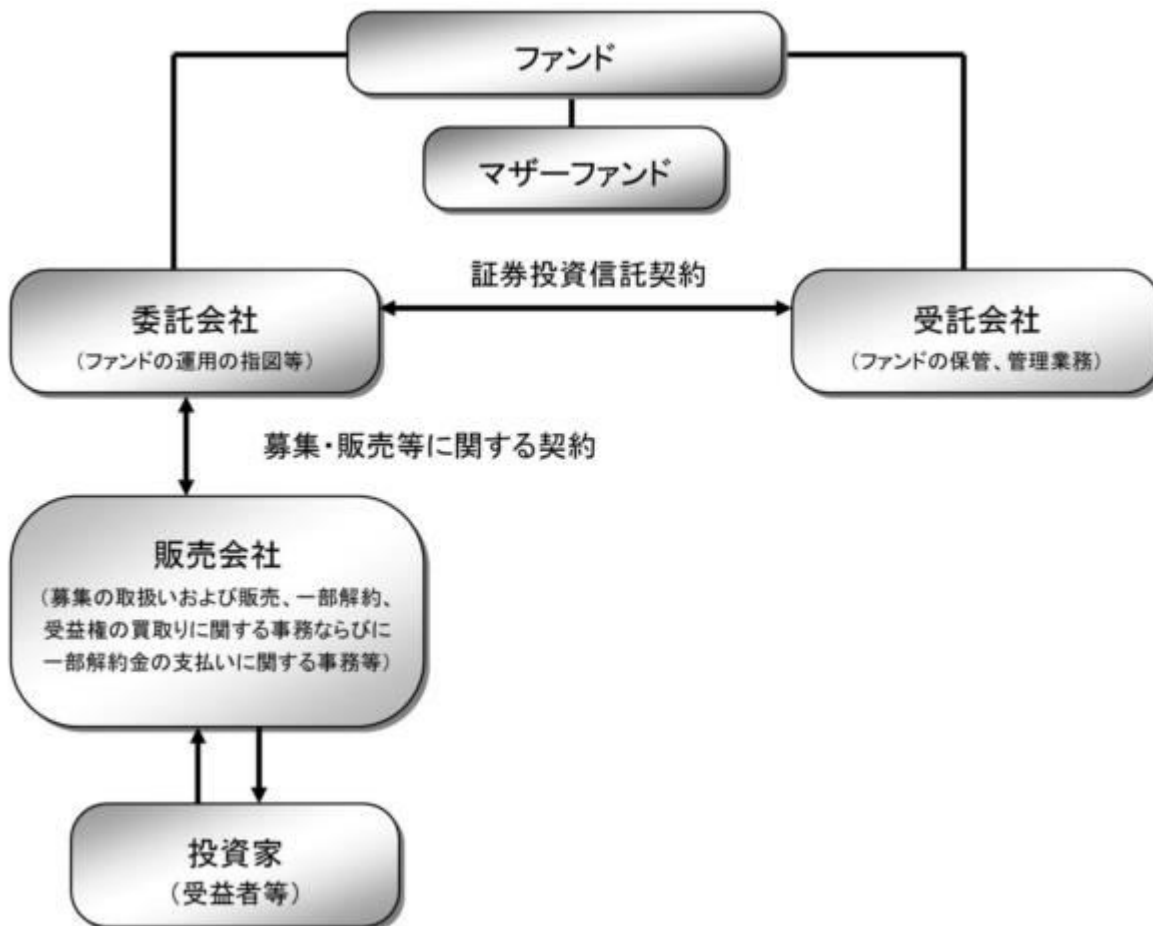 ファンド
マザーファンド
証券投資信託契約
委託会社
（ファンドの運用の指図等）
受託会社
（ファンドの保管、管理業務）
募集・販売等に関する契約
販売会社
（募集の取扱いおよび販売、一部解約、
受益権の買取りに関する事務ならびに
一部解約金の支払いに関する事務等）
投資家
（受益者等）